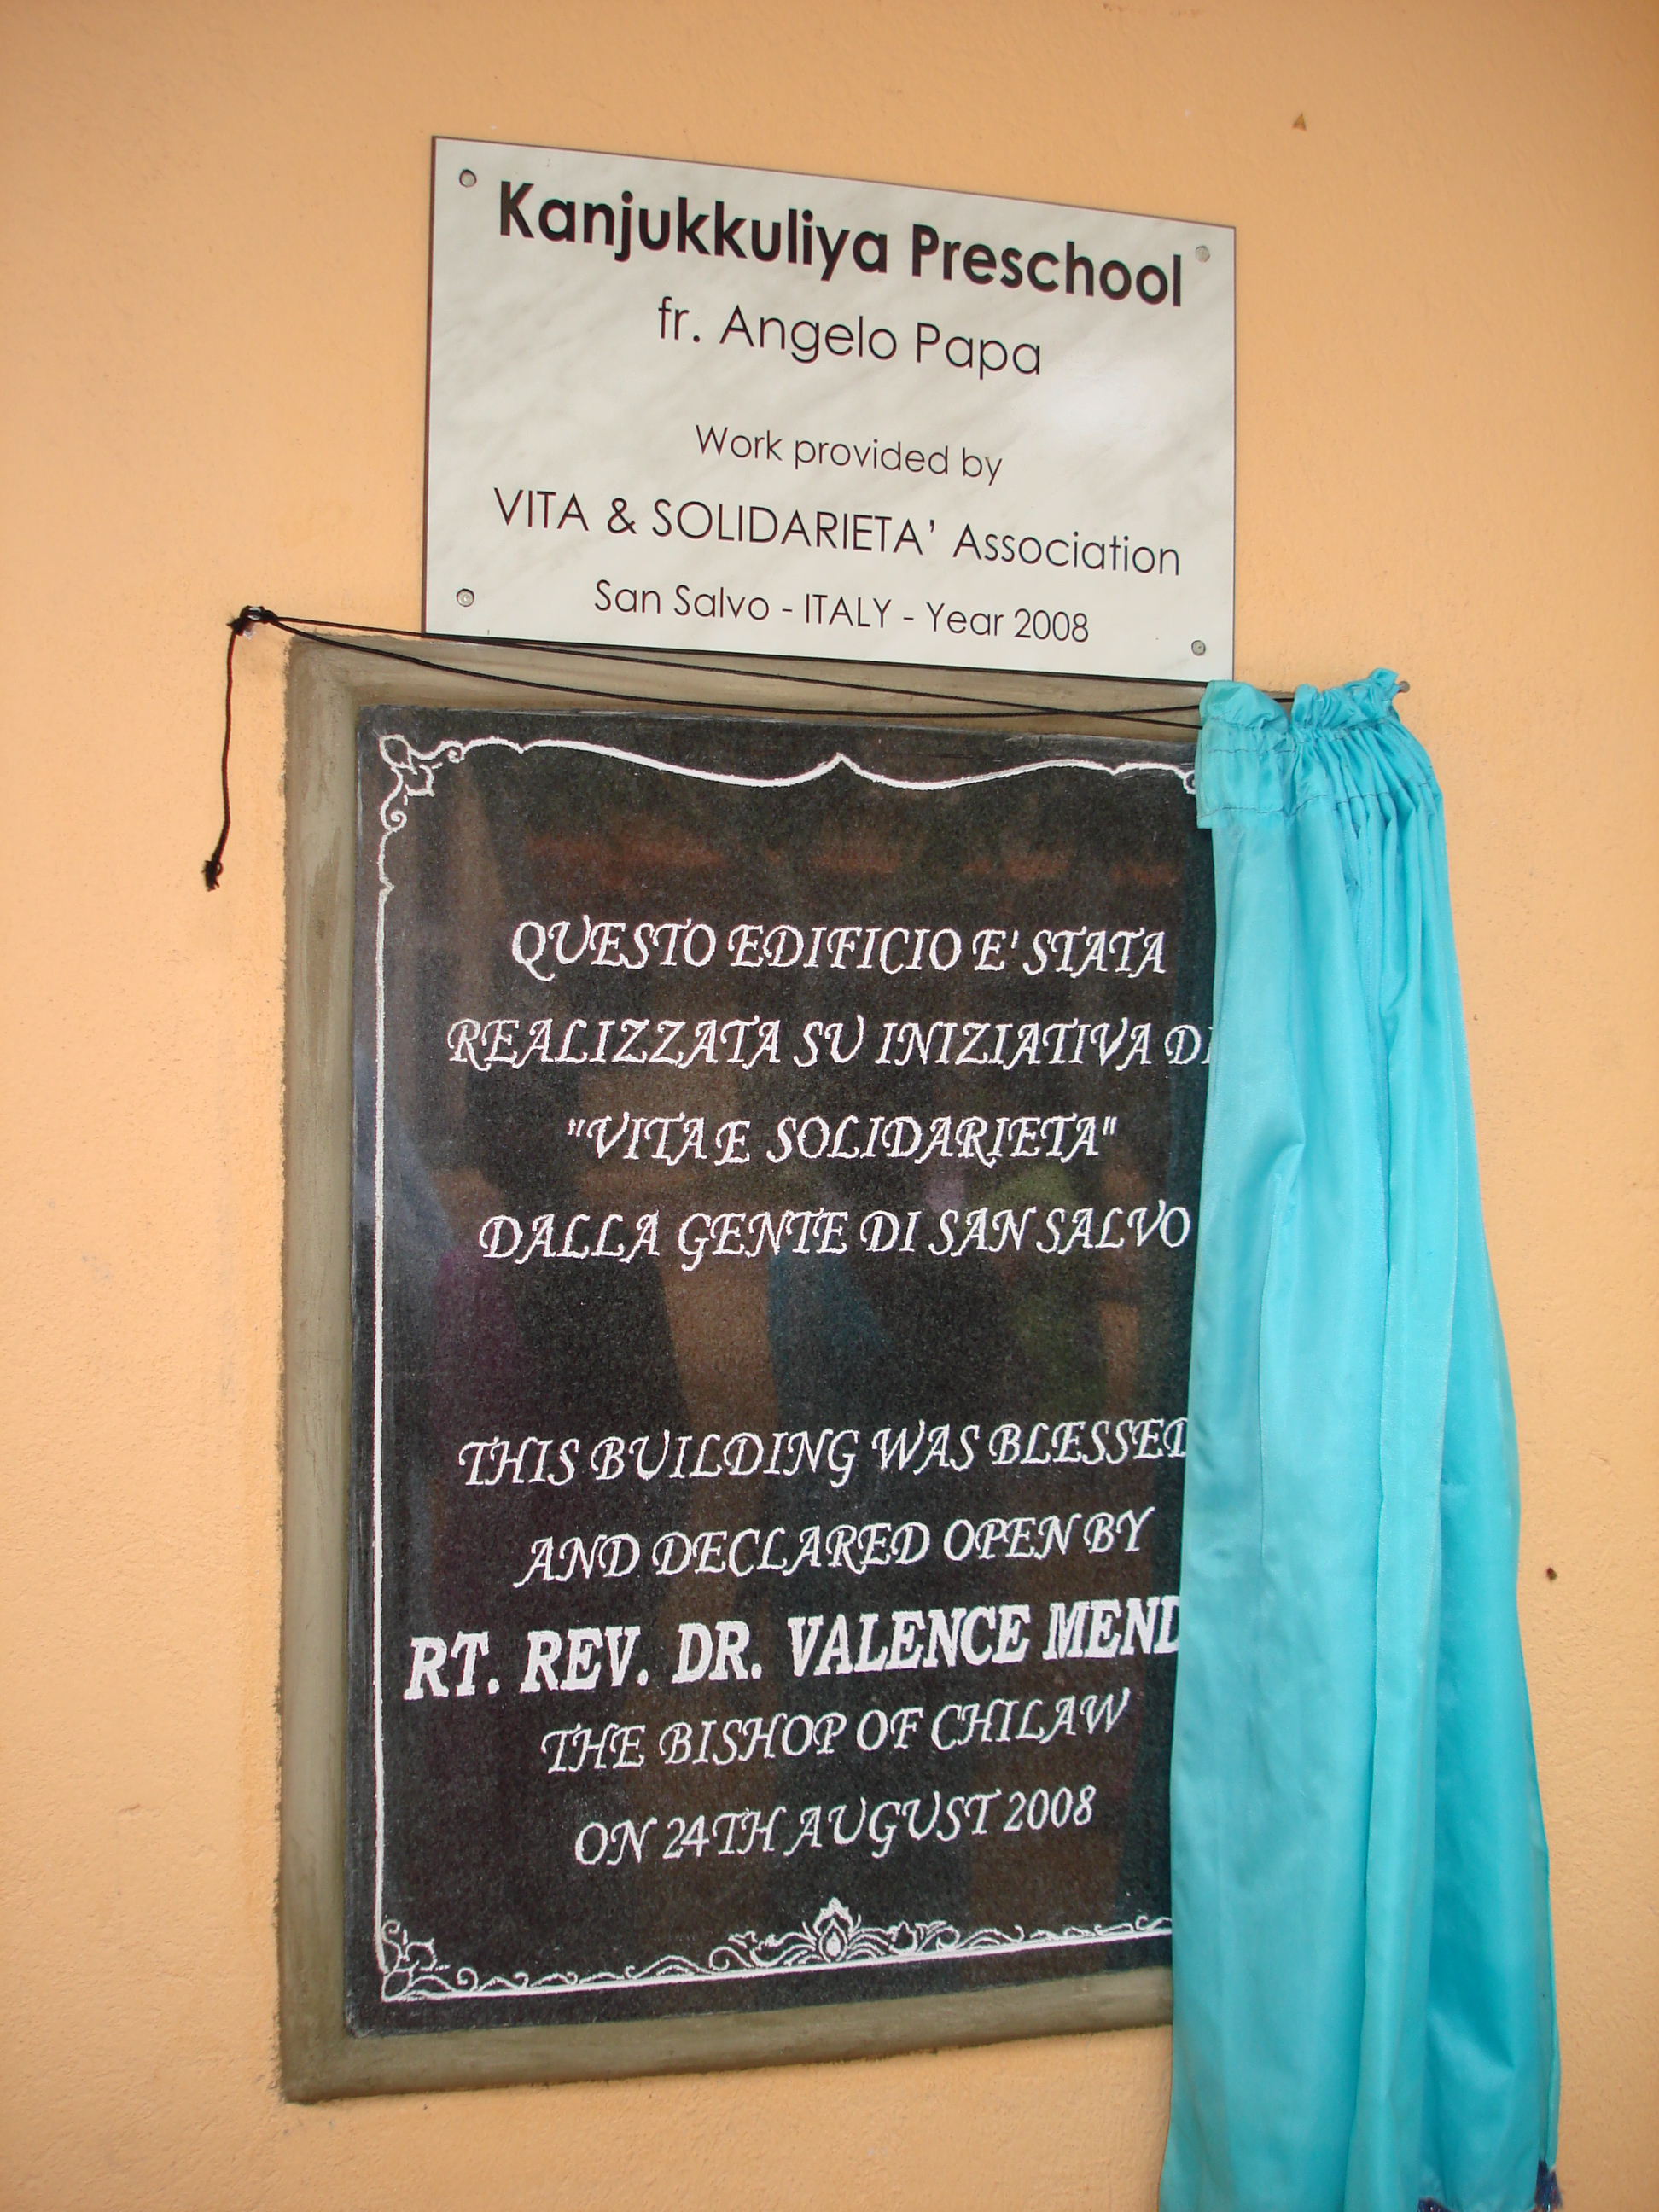 Kanjukkuliya Preschool
fr. Angelo Papa
Work provided by
VITA & SOLIDARIETA' Association
San Salvo - ITALY - Year 2008
QUESTO EDIFICIO E' STATA
REALIZZATA SU INIZIATIVA DI
"VITA E SOLIDARIETA"
DALLA GENTE DI SAN SALVO
THIS BUILDING WAS BLESSED
AND DECLARED OPEN BY
RT. REV. DR. VALENCE
THE BISHOP OF CHILAW
ON 24TH AUGUST 2008